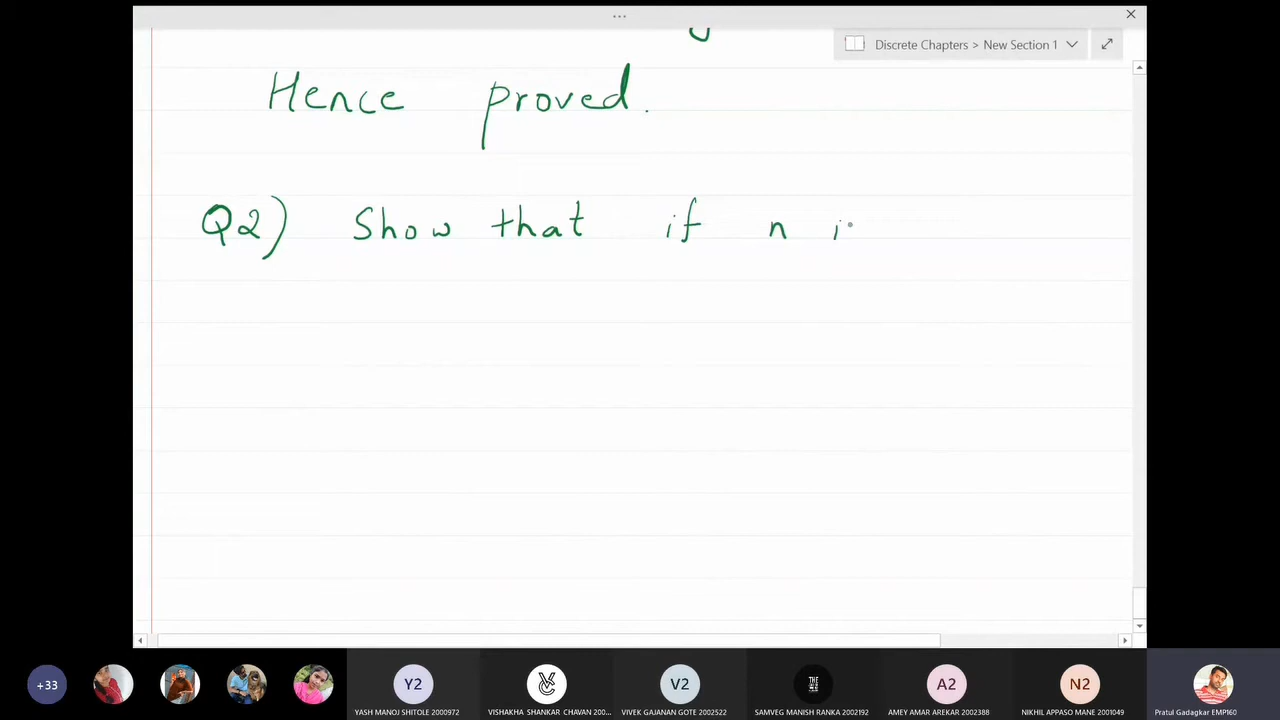 Discrete Chapters > New Section 1
Hence proved.
Q2) Show that if n i
+33
Y2
V2
A2
N2
YASH MANOJ SHITOLE 2000972
VISHAKHA SHANKAR CHAVAN 200...
VIVEK GAJANAN GOTE 2002522
SAMVEG MANISH RANKA 2002192
AMEY AMAR AREKAR 2002388
NIKHIL APPASO MANE 2001049
Pratul Gadagkar EMP160